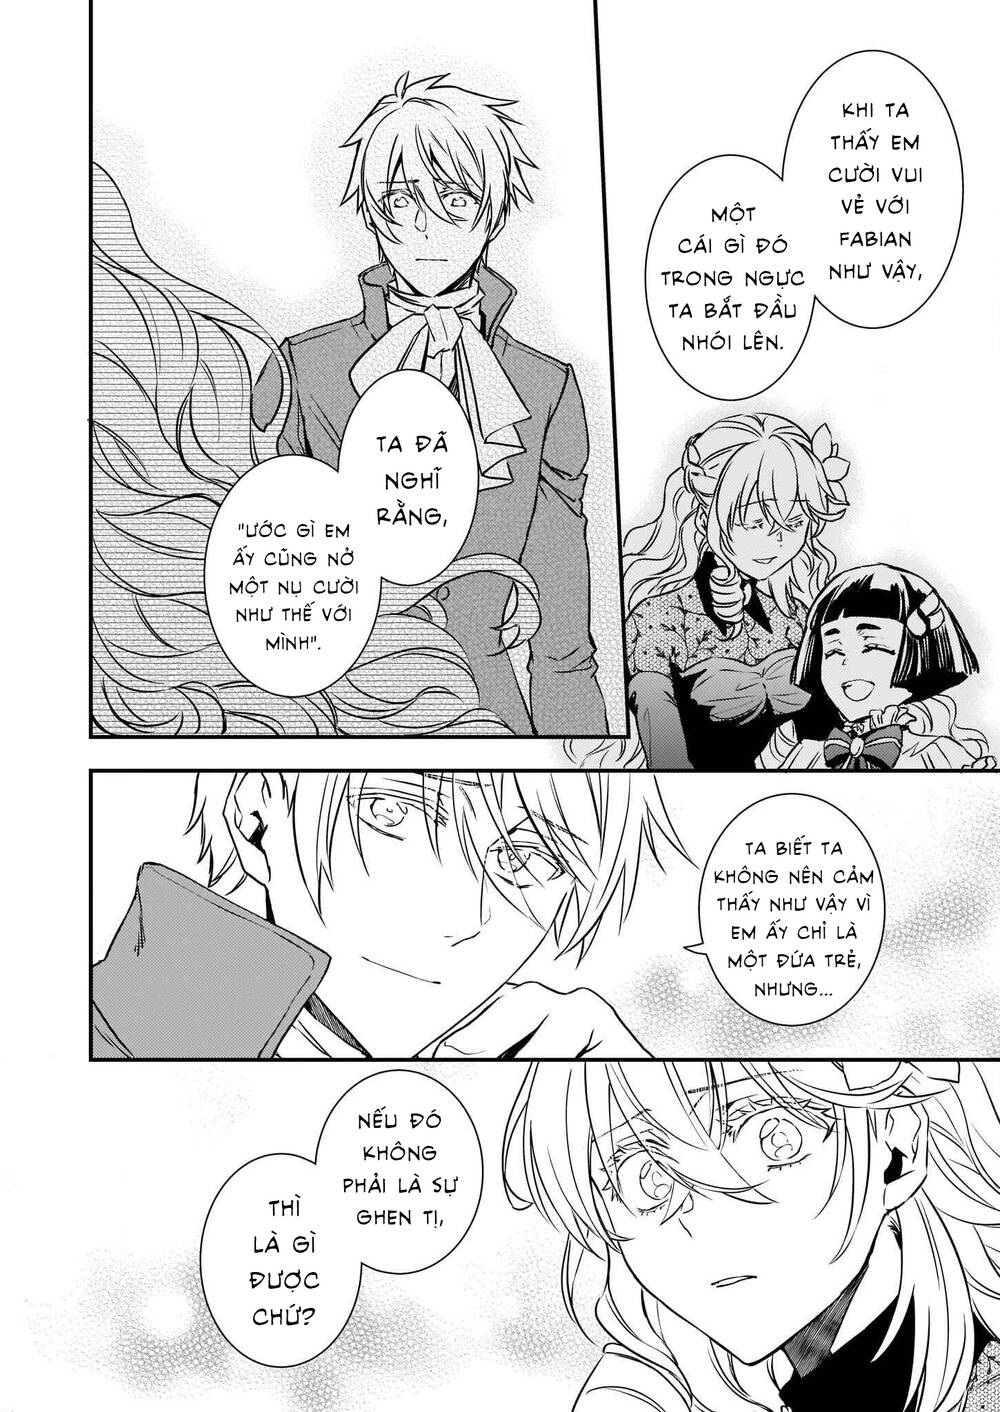 KHI TA
THẤY EM
CƯỜI VUI
VẺ VỚI
FABIAN
NHƯ VẬY,
MỘT
CÁI GÌ ĐÓ
TRONG NGỰC
TA BẮT ĐẦU
NHÓI LÊN.
TA ĐÃ
NGHĨ
RẰNG,
"ƯỚC GÌ EM
ẤY CŨNG NỞ
MỘT NỤ CƯỜI
NHƯ THẾ VỚI
MÌNH".
TA BIẾT TA
KHÔNG NÊN CẢM
THẤY NHƯ VẬY VÌ
EM ẤY CHỈ LÀ
MỘT ĐỨA TRẺ,
NHƯNG...
NẾU ĐÓ
KHÔNG
PHẢI LÀ SỰ
GHEN TỊ,
THÌ
LÀ GÌ
ĐƯỢC
CHỨ?